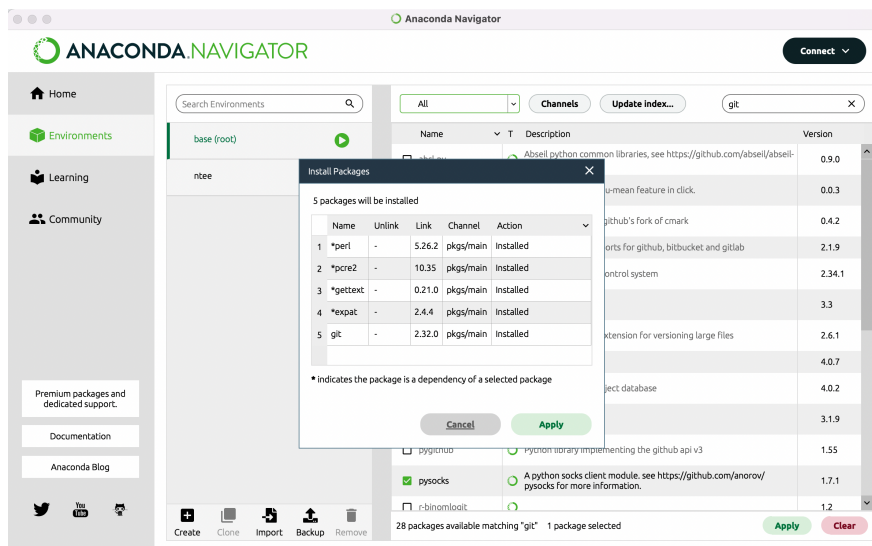 Anaconda Navigator
ANACONDA.NAVIGATOR
Connect
Home
Environments
Learning
Community
Premium packages and
dedicated support.
Documentation
Anaconda Blog
You
Tube
Search Environments
base (root)
ntee
Create
Clone
Import
Backup
Remove
All
Channels
Update index...
git
Name
T
Description
Version
Abseil python common libraries, see https://github.com/abseil/abseil-
0.9.0
u-mean feature in click.
0.0.3
github's fork of cmark
0.4.2
orts for github, bitbucket and gitlab
2.1.9
ontrol system
2.34.1
3.3
xtension for versioning large files
2.6.1
4.0.7
ject database
4.0.2
3.1.9
pygithub
Python library implementing the github api v3
1.55
pysocks
A python socks client module. see https://github.com/anorov/
pysocks for more information.
1.7.1
r-binomlogit
1.2
28 packages available matching "git"
1 package selected
Apply
Clear
Install Packages
5 packages will be installed
Name Unlink Link Channel Action
1 *perl - 5.26.2 pkgs/main Installed
2 *pcre2 - 10.35 pkgs/main Installed
3 *gettext - 0.21.0 pkgs/main Installed
4 *expat - 2.4.4 pkgs/main Installed
5 git - 2.32.0 pkgs/main Installed
* indicates the package is a dependency of a selected package
Cancel
Apply